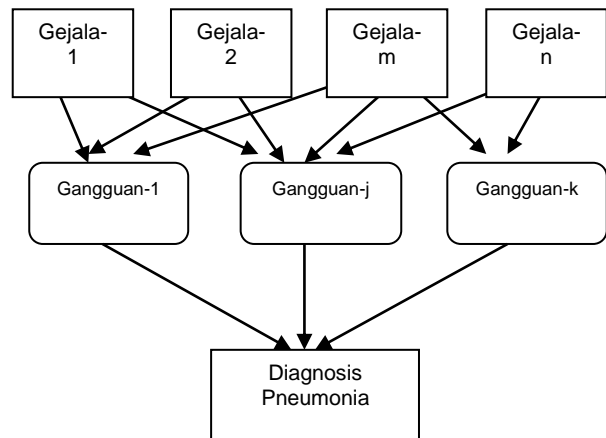 Gejala-
1
Gejala-
2
Gejala-
m
Gejala-
n
Gangguan-1
Gangguan-j
Gangguan-k
Diagnosis
Pneumonia